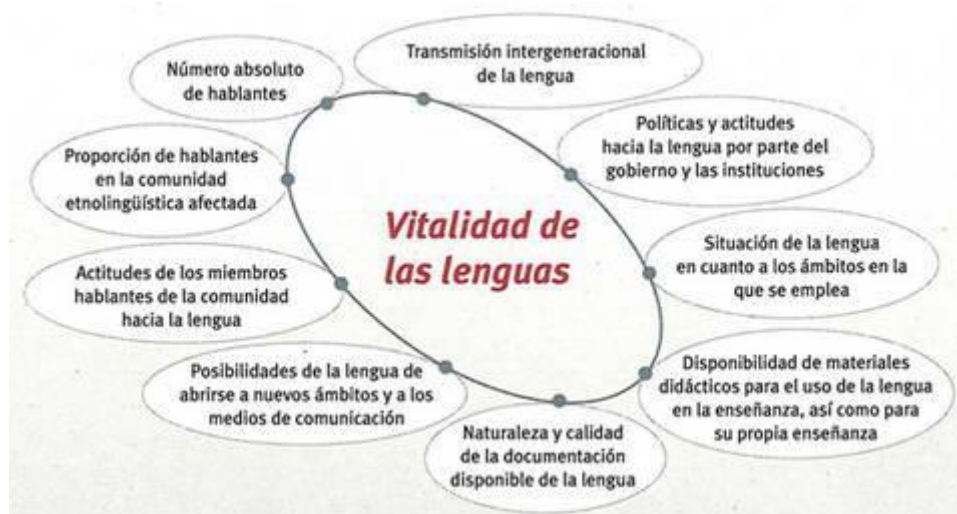 Vitalidad de
las lenguas
Transmisión intergeneracional
de la lengua
Políticas y actitudes
hacia la lengua por parte del
gobierno y las instituciones
Situación de la lengua
en cuanto a los ámbitos en la
que se emplea
Disponibilidad de materiales
didácticos para el uso de la lengua
en la enseñanza, así como para
su propia enseñanza
Naturaleza y calidad
de la documentación
disponible de la lengua
Posibilidades de la lengua de
abrirse a nuevos ámbitos y a los
medios de comunicación
Actitudes de los miembros
hablantes de la comunidad
hacia la lengua
Proporción de hablantes
en la comunidad
etnolingüística afectada
Número absoluto
de hablantes